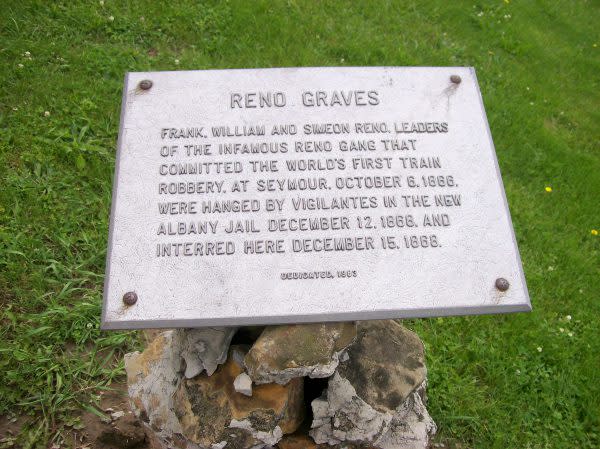 RENO GRAVES
FRANK, WILLIAM AND SIMEON RENO, LEADERS
OF THE INFAMOUS RENO GANG THAT
COMMITTED THE WORLD'S FIRST TRAIN
ROBBERY, AT SEYMOUR, OCTOBER 6, 1866,
WERE HANGED BY VIGILANTES IN THE NEW
ALBANY JAIL DECEMBER 12, 1868, AND
INTERRED HERE DECEMBER 15, 1868.
DEDICATED, 1983